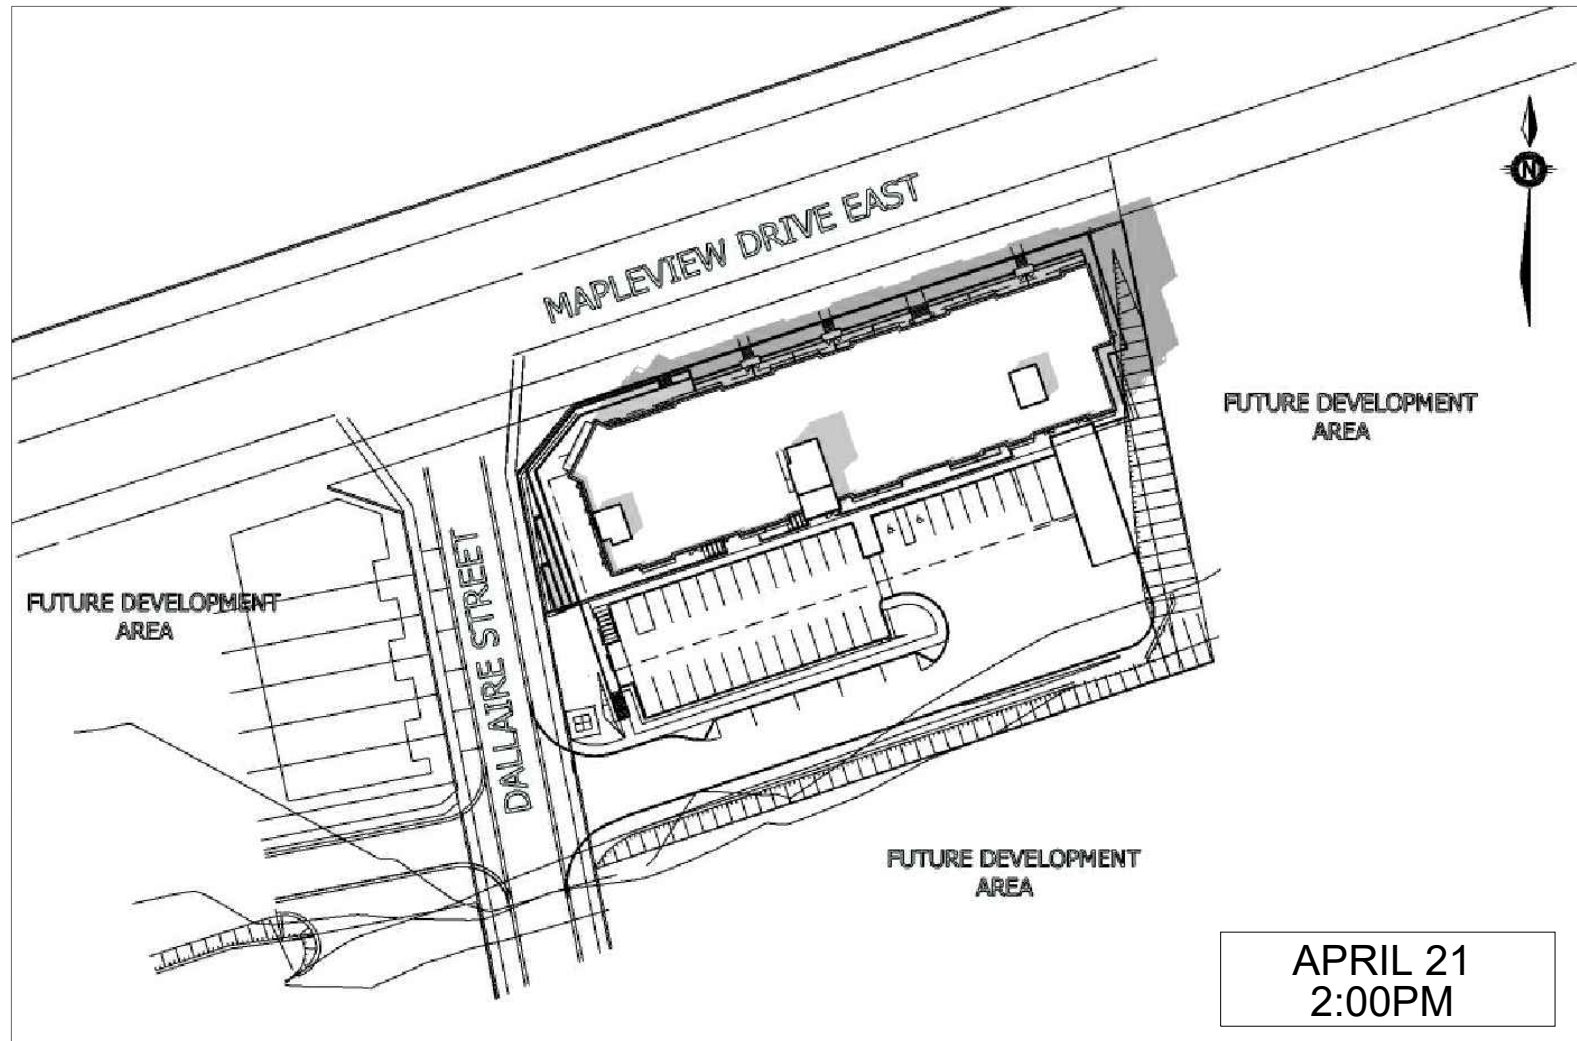 N
MAPLEVIEW DRIVE EAST
FUTURE DEVELOPMENT
AREA
FUTURE DEVELOPMENT
AREA
DALLAIRE STREET
FUTURE DEVELOPMENT
AREA
APRIL 21
2:00PM